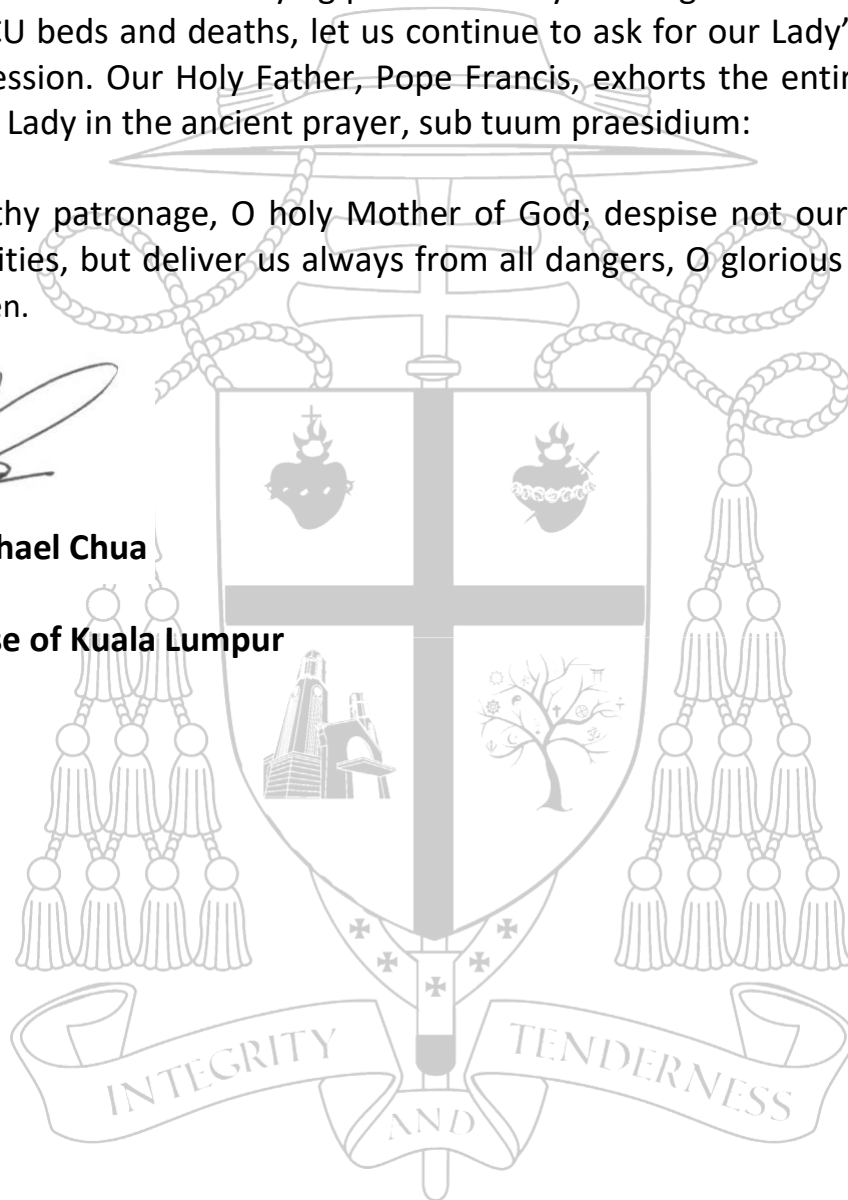 CU beds and deaths, let us continue to ask for our Lady'
ession. Our Holy Father, Pope Francis, exhorts the entir
Lady in the ancient prayer, sub tuum praesidium:
thy patronage, O holy Mother of God; despise not our
ities, but deliver us always from all dangers, O glorious
en.
hael Chua
se of Kuala Lumpur
INTEGRITY
AND
TENDERNESS